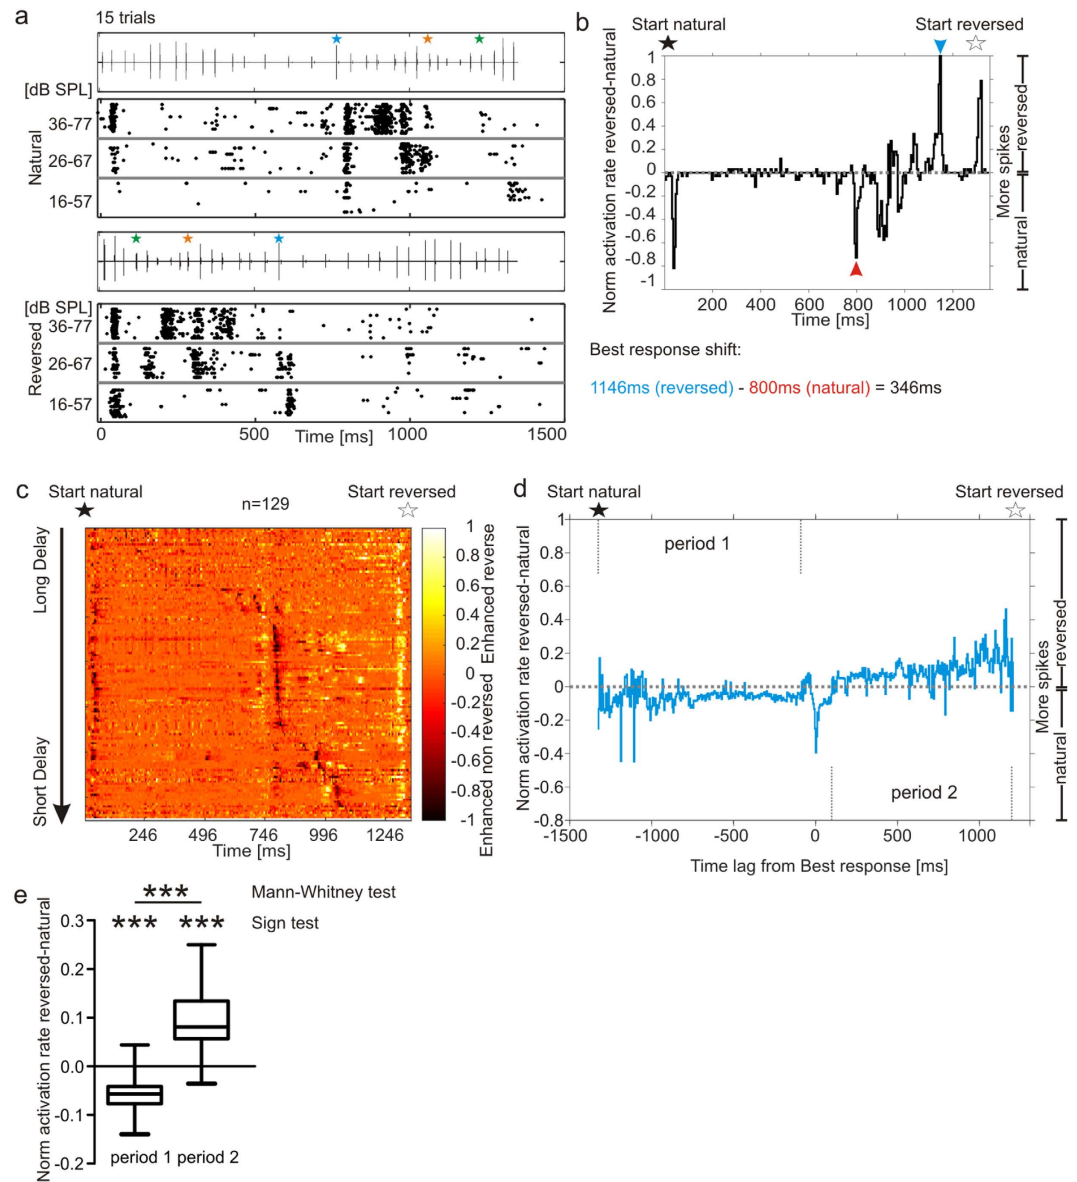 a
15 trials
[dB SPL]
Natural
36-77
26-67
16-57
[dB SPL]
Reversed
36-77
26-67
16-57
0
500
1000
1500
Time [ms]
b
Start natural
Start reversed
Norm activation rate reversed-natural
1
0.8
0.6
0.4
0.2
0
-0.2
-0.4
-0.6
-0.8
-1
200
400
600
800
1000
1200
Time [ms]
More spikes
natural
reversed
Best response shift:
1146ms (reversed) - 800ms (natural) = 346ms
c
Start natural
n=129
Start reversed
Long Delay
Short Delay
246
496
746
996
1246
Time [ms]
1
0.8
0.6
0.4
0.2
0
-0.2
-0.4
-0.6
-0.8
-1
Enhanced non reversed
Enhanced reverse
d
Start natural
Start reversed
Norm activation rate reversed-natural
1
0.8
0.6
0.4
0.2
0
-0.2
-0.4
-0.6
-0.8
period 1
period 2
-1500
-1000
-500
0
500
1000
Time lag from Best response [ms]
More spikes
natural
reversed
e
*** Mann-Whitney test
*** *** Sign test
Norm activation rate reversed-natural
0.3
0.2
0.1
0.0
-0.1
-0.2
period 1 period 2